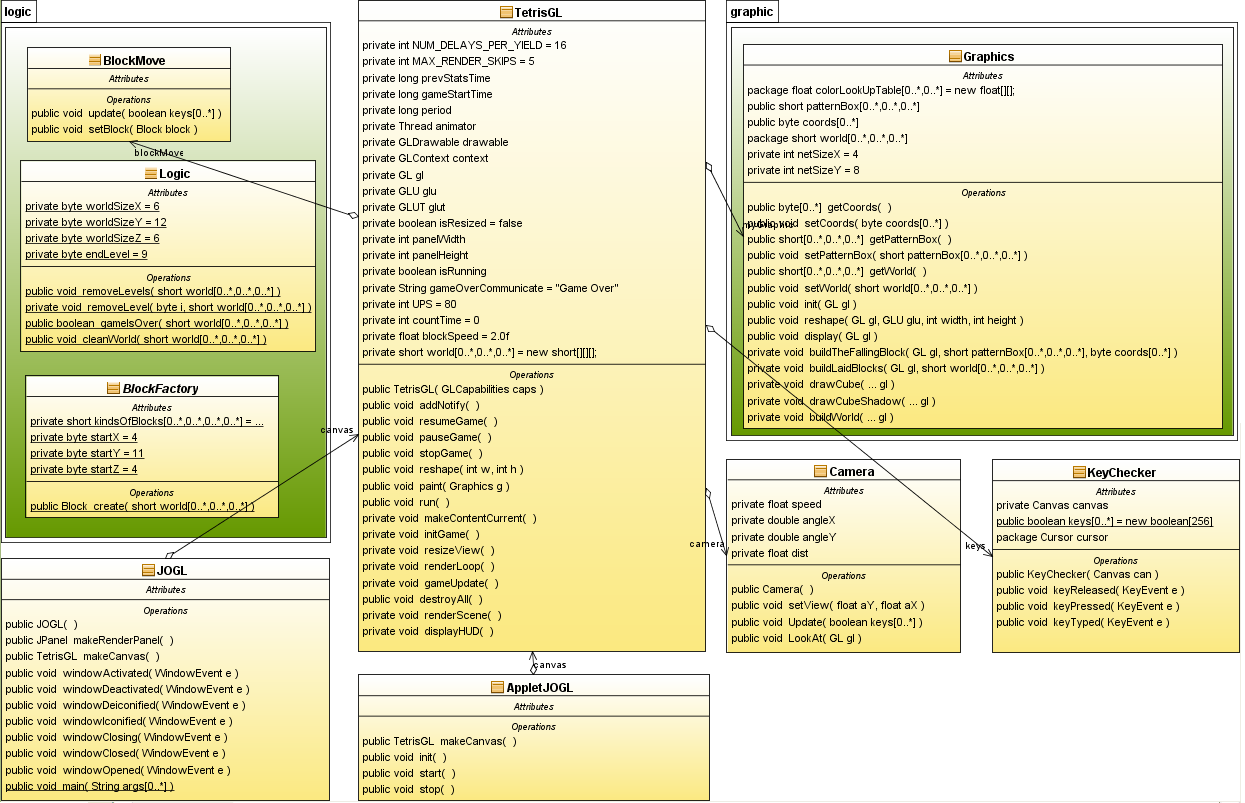 logic
BlockMove
Attributes
Operations
public void update( boolean keys[0..*] )
public void setBlock( Block block )
blockMove
Logic
Attributes
private byte worldSizeX = 6
private byte worldSizeY = 12
private byte worldSizeZ = 6
private byte endLevel = 9
Operations
public void removeLevels( short world[0..*,0..*,0..*] )
private void removeLevel( byte i, short world[0..*,0..*,0..*] )
public boolean gameIsOver( short world[0..*,0..*,0..*] )
public void cleanWorld( short world[0..*,0..*,0..*] )
BlockFactory
Attributes
private short kindsOfBlocks[0..*,0..*,0..*,0..*] = ...
private byte startX = 4
private byte startY = 11
private byte startZ = 4
Operations
public Block create( short world[0..*,0..*,0..*] )
canvas
JOGL
Attributes
Operations
public JOGL( )
public JPanel makeRenderPanel( )
public TetrisGL makeCanvas( )
public void windowActivated( WindowEvent e )
public void windowDeactivated( WindowEvent e )
public void windowDeiconified( WindowEvent e )
public void windowIconified( WindowEvent e )
public void windowClosing( WindowEvent e )
public void windowClosed( WindowEvent e )
public void windowOpened( WindowEvent e )
public void main( String args[0..*] )
TetrisGL
Attributes
private int NUM_DELAYS_PER_YIELD = 16
private int MAX_RENDER_SKIPS = 5
private long prevStatsTime
private long gameStartTime
private long period
private Thread animator
private GLDrawable drawable
private GLContext context
private GL gl
private GLU glu
private GLUT glut
private boolean isResized = false
private int panelWidth
private int panelHeight
private boolean isRunning
private String gameOverCommunicate = "Game Over"
private int UPS = 80
private int countTime = 0
private float blockSpeed = 2.0f
private short world[0..*,0..*,0..*] = new short[][][];
Operations
public TetrisGL( GLCapabilities caps )
public void addNotify( )
public void resumeGame( )
public void pauseGame( )
public void stopGame( )
public void reshape( int w, int h )
public void paint( Graphics g )
public void run( )
private void makeContentCurrent( )
private void initGame( )
private void resizeView( )
private void renderLoop( )
private void gameUpdate( )
public void destroyAll( )
private void renderScene( )
private void displayHUD( )
canvas
AppletJOGL
Attributes
Operations
public TetrisGL makeCanvas( )
public void init( )
public void start( )
public void stop( )
graphic
Graphics
Attributes
package float colorLookUpTable[0..*,0..*] = new float[][];
public short patternBox[0..*,0..*,0..*]
public byte coords[0..*]
package short world[0..*,0..*,0..*]
private int netSizeX = 4
private int netSizeY = 8
Operations
public byte[0..*] getCoords( )
public void setCoords( byte coords[0..*] )
myGraphic
public short[0..*,0..*,0..*] getPatternBox( )
public void setPatternBox( short patternBox[0..*,0..*,0..*] )
public short[0..*,0..*,0..*] getWorld( )
public void setWorld( short world[0..*,0..*,0..*] )
public void init( GL gl )
public void reshape( GL gl, GLU glu, int width, int height )
public void display( GL gl )
private void buildTheFallingBlock( GL gl, short patternBox[0..*,0..*,0..*], byte coords[0..*] )
private void buildLaidBlocks( GL gl, short world[0..*,0..*,0..*] )
private void drawCube( ... gl )
private void drawCubeShadow( ... gl )
private void buildWorld( ... gl )
camera
Camera
Attributes
private float speed
private double angleX
private double angleY
private float dist
Operations
public Camera( )
public void setView( float aY, float aX )
public void Update( boolean keys[0..*] )
public void LookAt( GL gl )
keys
KeyChecker
Attributes
private Canvas canvas
public boolean keys[0..*] = new boolean[256]
package Cursor cursor
Operations
public KeyChecker( Canvas can )
public void keyReleased( KeyEvent e )
public void keyPressed( KeyEvent e )
public void keyTyped( KeyEvent e )